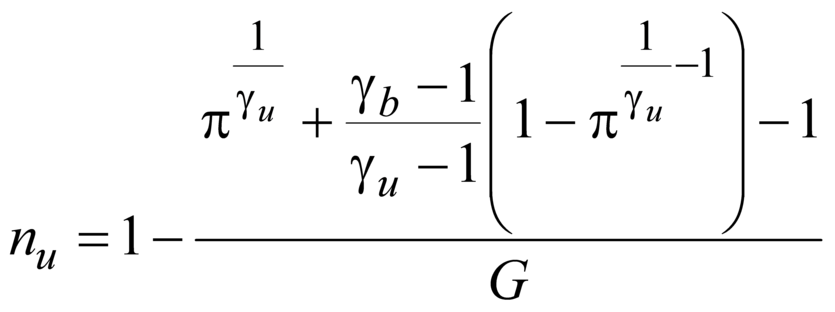 n_u = 1 − (π^(1/γ_u) + (γ_b − 1)/(γ_u − 1) (1 − π^(1/γ_u − 1)) − 1)/G